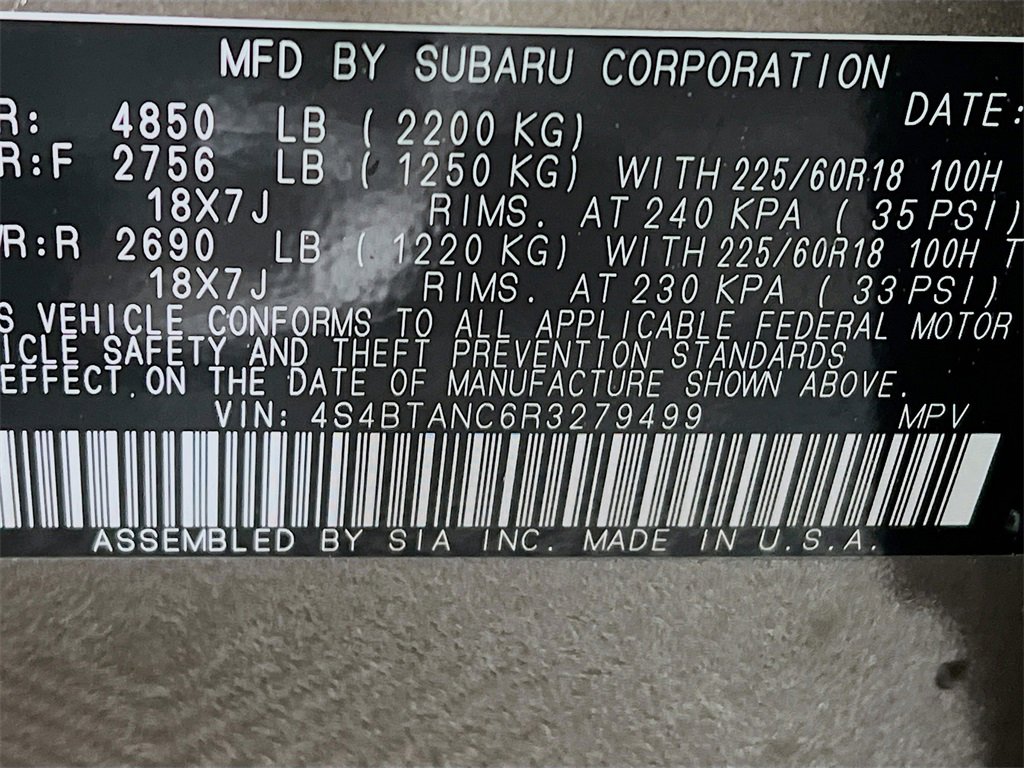 MFD BY SUBARU CORPORATION
DATE:
R: 4850 LB ( 2200 KG)
R:F 2756 LB ( 1250 KG) WITH 225/60R18 100H
18X7J RIMS. AT 240 KPA ( 35 PSI)
R:R 2690 LB ( 1220 KG) WITH 225/60R18 100H T
18X7J RIMS. AT 230 KPA ( 33 PSI)
S VEHICLE CONFORMS TO ALL APPLICABLE FEDERAL MOTOR
ICLE SAFETY AND THEFT PREVENTION STANDARDS
EFFECT ON THE DATE OF MANUFACTURE SHOWN ABOVE.
VIN: 4S4BTANC6R3279499 MPV
ASSEMBLED BY SIA INC. MADE IN U.S.A.